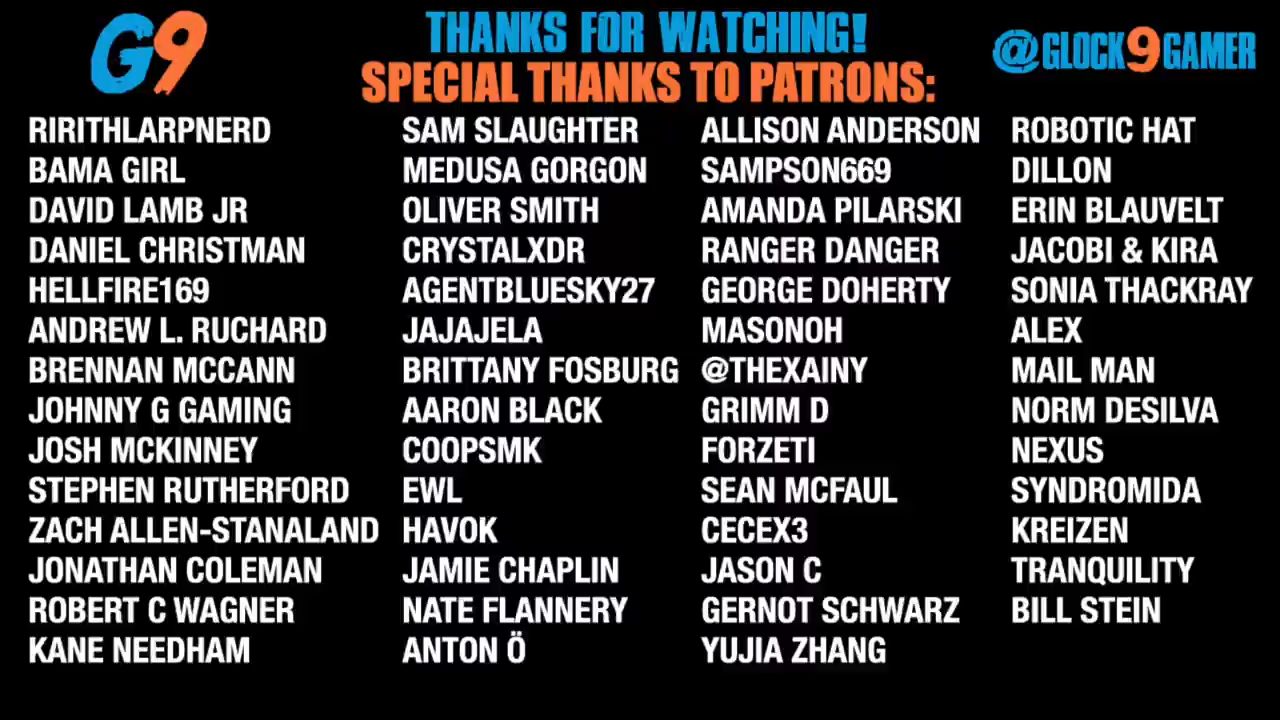 G9
THANKS FOR WATCHING!
SPECIAL THANKS TO PATRONS:
@GLOCK9GAMER
RIRITHLARPNERD
BAMA GIRL
DAVID LAMB JR
DANIEL CHRISTMAN
HELLFIRE169
ANDREW L. RUCHARD
BRENNAN MCCANN
JOHNNY G GAMING
JOSH MCKINNEY
STEPHEN RUTHERFORD
ZACH ALLEN-STANALAND
JONATHAN COLEMAN
ROBERT C WAGNER
KANE NEEDHAM
SAM SLAUGHTER
MEDUSA GORGON
OLIVER SMITH
CRYSTALXDR
AGENTBLUESKY27
JAJAJELA
BRITTANY FOSBURG
AARON BLACK
COOPSMK
EWL
HAVOK
JAMIE CHAPLIN
NATE FLANNERY
ANTON Ö
ALLISON ANDERSON
SAMPSON669
AMANDA PILARSKI
RANGER DANGER
GEORGE DOHERTY
MASONOH
@THEXAINY
GRIMM D
FORZETI
SEAN MCFAUL
CECEX3
JASON C
GERNOT SCHWARZ
YUJIA ZHANG
ROBOTIC HAT
DILLON
ERIN BLAUVELT
JACOBI & KIRA
SONIA THACKRAY
ALEX
MAIL MAN
NORM DESILVA
NEXUS
SYNDROMIDA
KREIZEN
TRANQUILITY
BILL STEIN